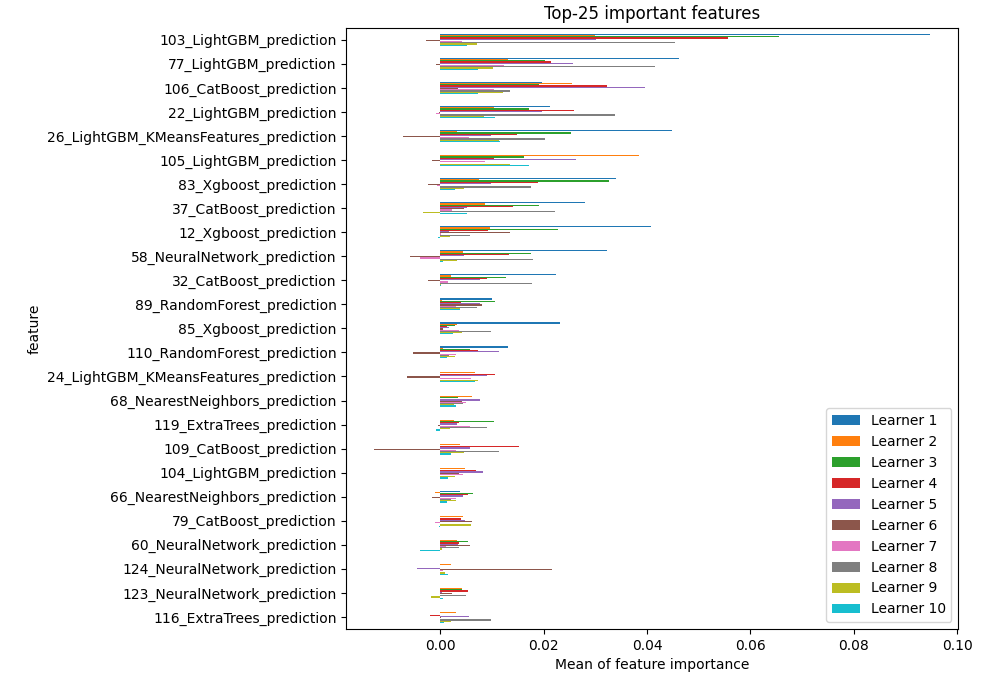 Top-25 important features
103_LightGBM_prediction
77_LightGBM_prediction
106_CatBoost_prediction
22_LightGBM_prediction
26_LightGBM_KMeansFeatures_prediction
105_LightGBM_prediction
83_Xgboost_prediction
37_CatBoost_prediction
12_Xgboost_prediction
58_NeuralNetwork_prediction
32_CatBoost_prediction
89_RandomForest_prediction
85_Xgboost_prediction
110_RandomForest_prediction
24_LightGBM_KMeansFeatures_prediction
68_NearestNeighbors_prediction
119_ExtraTrees_prediction
109_CatBoost_prediction
104_LightGBM_prediction
66_NearestNeighbors_prediction
79_CatBoost_prediction
60_NeuralNetwork_prediction
124_NeuralNetwork_prediction
123_NeuralNetwork_prediction
116_ExtraTrees_prediction
feature
Learner 1
Learner 2
Learner 3
Learner 4
Learner 5
Learner 6
Learner 7
Learner 8
Learner 9
Learner 10
0.00 0.02 0.04 0.06 0.08 0.10
Mean of feature importance